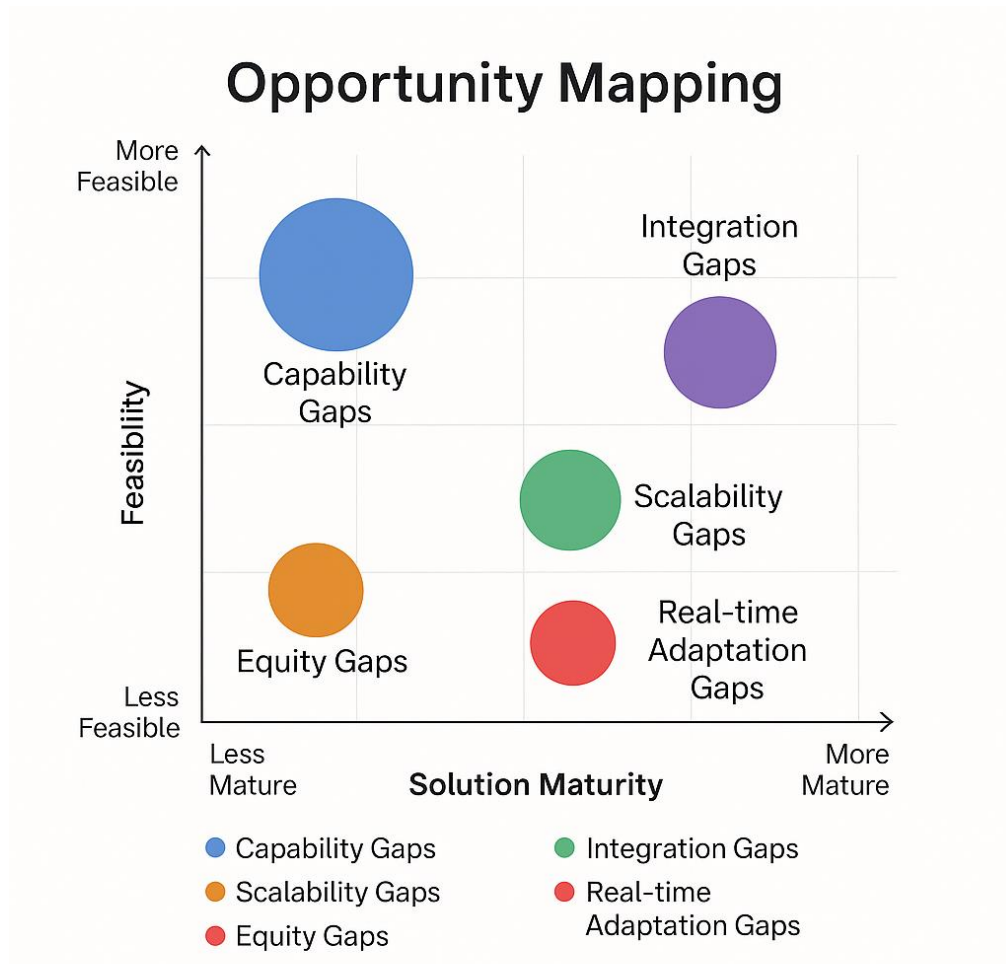 Opportunity Mapping
More
Feasible
Integration
Gaps
Capability
Gaps
Feasibliity
Scalability
Gaps
Real-time
Adaptation
Gaps
Equity Gaps
Less
Feasible
Less
Mature
Solution Maturity
More
Mature
Capability Gaps
Scalability Gaps
Equity Gaps
Integration Gaps
Real-time
Adaptation Gaps